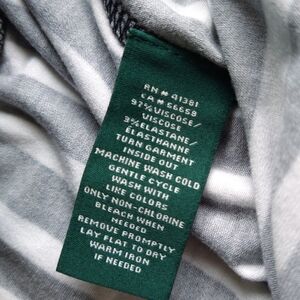 RN # 41381
CA # 56658
97% VISCOSE/
VISCOSE
3% ELASTANE/
ÉLASTHANNE
TURN GARMENT
INSIDE OUT
MACHINE WASH COLD
GENTLE CYCLE
WASH WITH
LIKE COLORS
ONLY NON-CHLORINE
BLEACH WHEN
NEEDED
REMOVE PROMPTLY
LAY FLAT TO DRY
WARM IRON
IF NEEDED